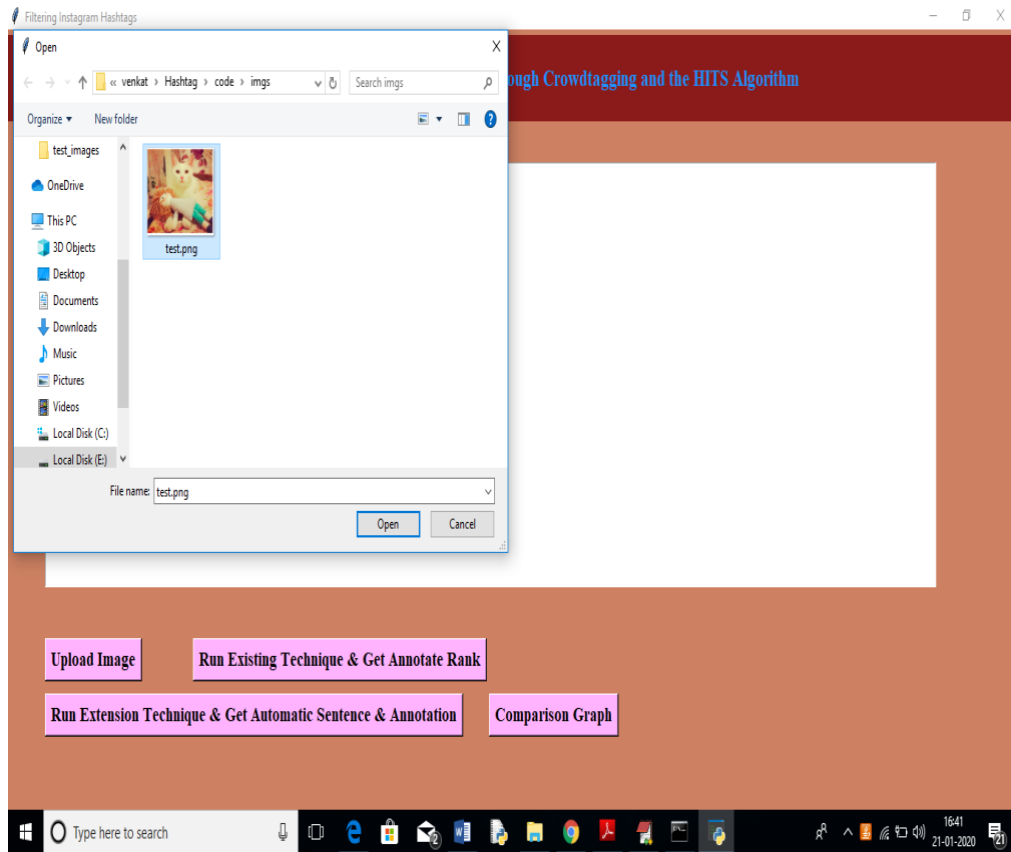 Filtering Instagram Hashtags
Open
ough Crowdtagging and the HITS Algorithm
« venkat > Hashtag > code > imgs
Search imgs
Organize
New folder
test_images
OneDrive
This PC
3D Objects
Desktop
Documents
Downloads
Music
Pictures
Videos
Local Disk (C:)
Local Disk (E:)
test.png
File name: test.png
Open
Cancel
Upload Image
Run Existing Technique & Get Annotate Rank
Run Extension Technique & Get Automatic Sentence & Annotation
Comparison Graph
Type here to search
2
16:41
21-01-2020
21